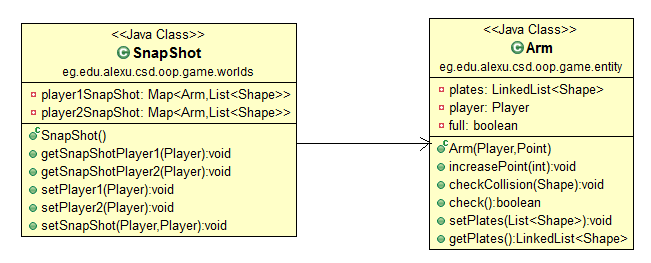 <<Java Class>>
SnapShot
eg.edu.alexu.csd.oop.game.worlds
player1SnapShot: Map<Arm,List<Shape>>
player2SnapShot: Map<Arm,List<Shape>>
SnapShot()
getSnapShotPlayer1(Player):void
getSnapShotPlayer2(Player):void
setPlayer1(Player):void
setPlayer2(Player):void
setSnapShot(Player,Player):void
<<Java Class>>
Arm
eg.edu.alexu.csd.oop.game.entity
plates: LinkedList<Shape>
player: Player
full: boolean
Arm(Player,Point)
increasePoint(int):void
checkCollision(Shape):void
check():boolean
setPlates(List<Shape>):void
getPlates():LinkedList<Shape>